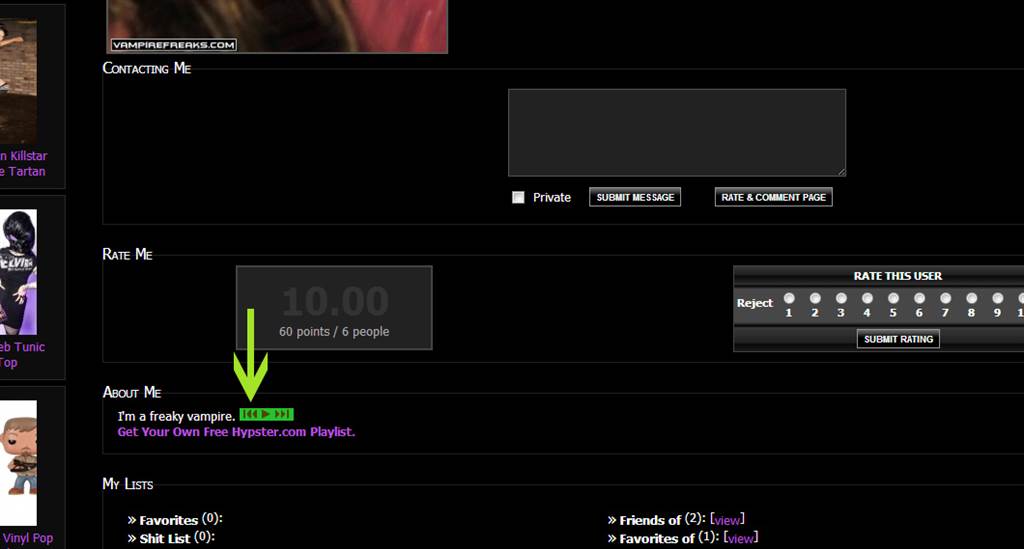 VAMPIREFREAKS.COM
Contacting Me
Private
SUBMIT MESSAGE
RATE & COMMENT PAGE
n Killstar
e Tartan
Rate Me
10.00
60 points / 6 people
RATE THIS USER
Reject
1 2 3 4 5 6 7 8 9 1
SUBMIT RATING
eb Tunic
Top
About Me
I'm a freaky vampire.
Get Your Own Free Hypster.com Playlist.
My Lists
» Favorites (0):
» Shit List (0):
» Friends of (2): [view]
» Favorites of (1): [view]
Vinyl Pop